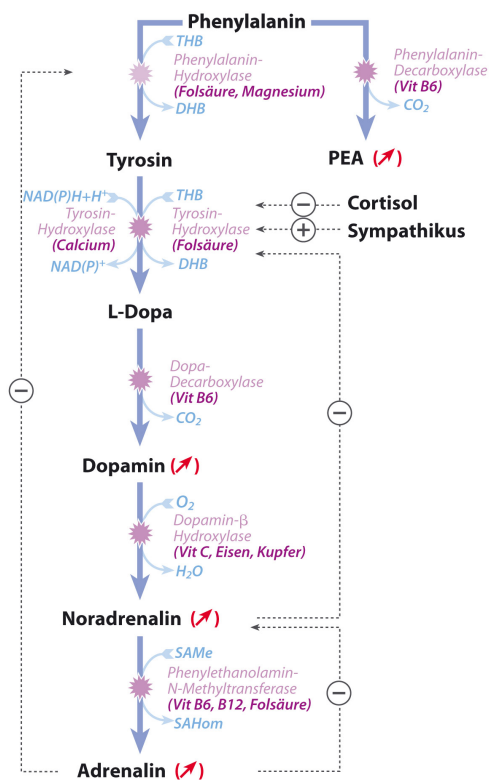 Phenylalanin
THB
Phenylalanin-
Hydroxylase
(Folsäure, Magnesium)
DHB
Phenylalanin-
Decarboxylase
(Vit B6)
CO₂
Tyrosin
PEA (↗)
NAD(P)H+H⁺
Tyrosin-
Hydroxylase
(Calcium)
NAD(P)⁺
THB
Tyrosin-
Hydroxylase
(Folsäure)
DHB
− Cortisol
+ Sympathikus
L-Dopa
Dopa-
Decarboxylase
(Vit B6)
CO₂
−
−
Dopamin (↗)
O₂
Dopamin-β
Hydroxylase
(Vit C, Eisen, Kupfer)
H₂O
Noradrenalin (↗)
SAMe
Phenylethanolamin-
N-Methyltransferase
(Vit B6, B12, Folsäure)
SAHom
−
Adrenalin (↗)